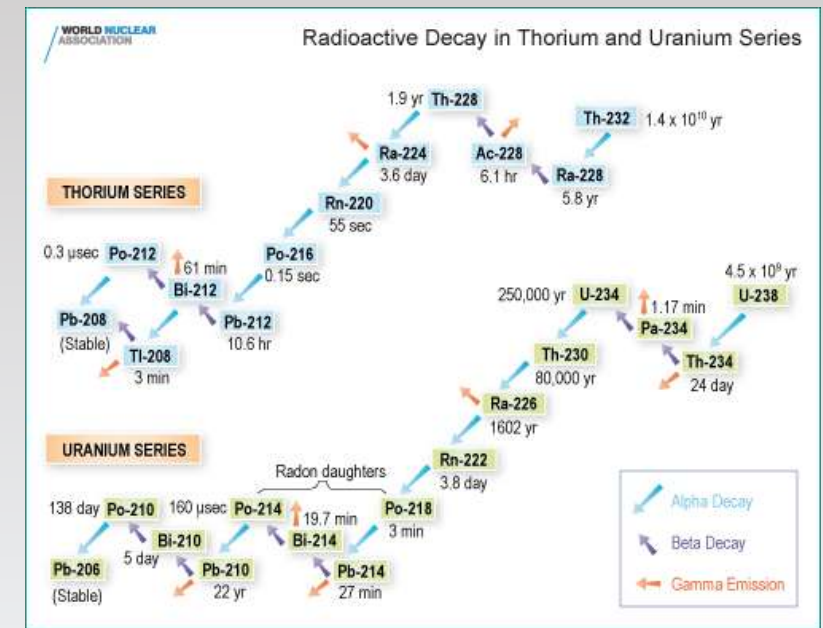 WORLD NUCLEAR
ASSOCIATION
Radioactive Decay in Thorium and Uranium Series
1.9 yr Th-228
Th-232 1.4 x 10¹⁰ yr
Ra-224
3.6 day
Ac-228
6.1 hr
Ra-228
5.8 yr
THORIUM SERIES
Rn-220
55 sec
0.3 µsec Po-212
61 min
Bi-212
Po-216
0.15 sec
Pb-208
(Stable)
Pb-212
10.6 hr
Tl-208
3 min
4.5 x 10⁹ yr
U-238
250,000 yr U-234
1.17 min
Pa-234
Th-230
80,000 yr
Th-234
24 day
Ra-226
1602 yr
URANIUM SERIES
Rn-222
3.8 day
Radon daughters
138 day Po-210
160 µsec Po-214
19.7 min
Po-218
3 min
Bi-210
5 day
Bi-214
Pb-206
(Stable)
Pb-210
22 yr
Pb-214
27 min
Alpha Decay
Beta Decay
Gamma Emission